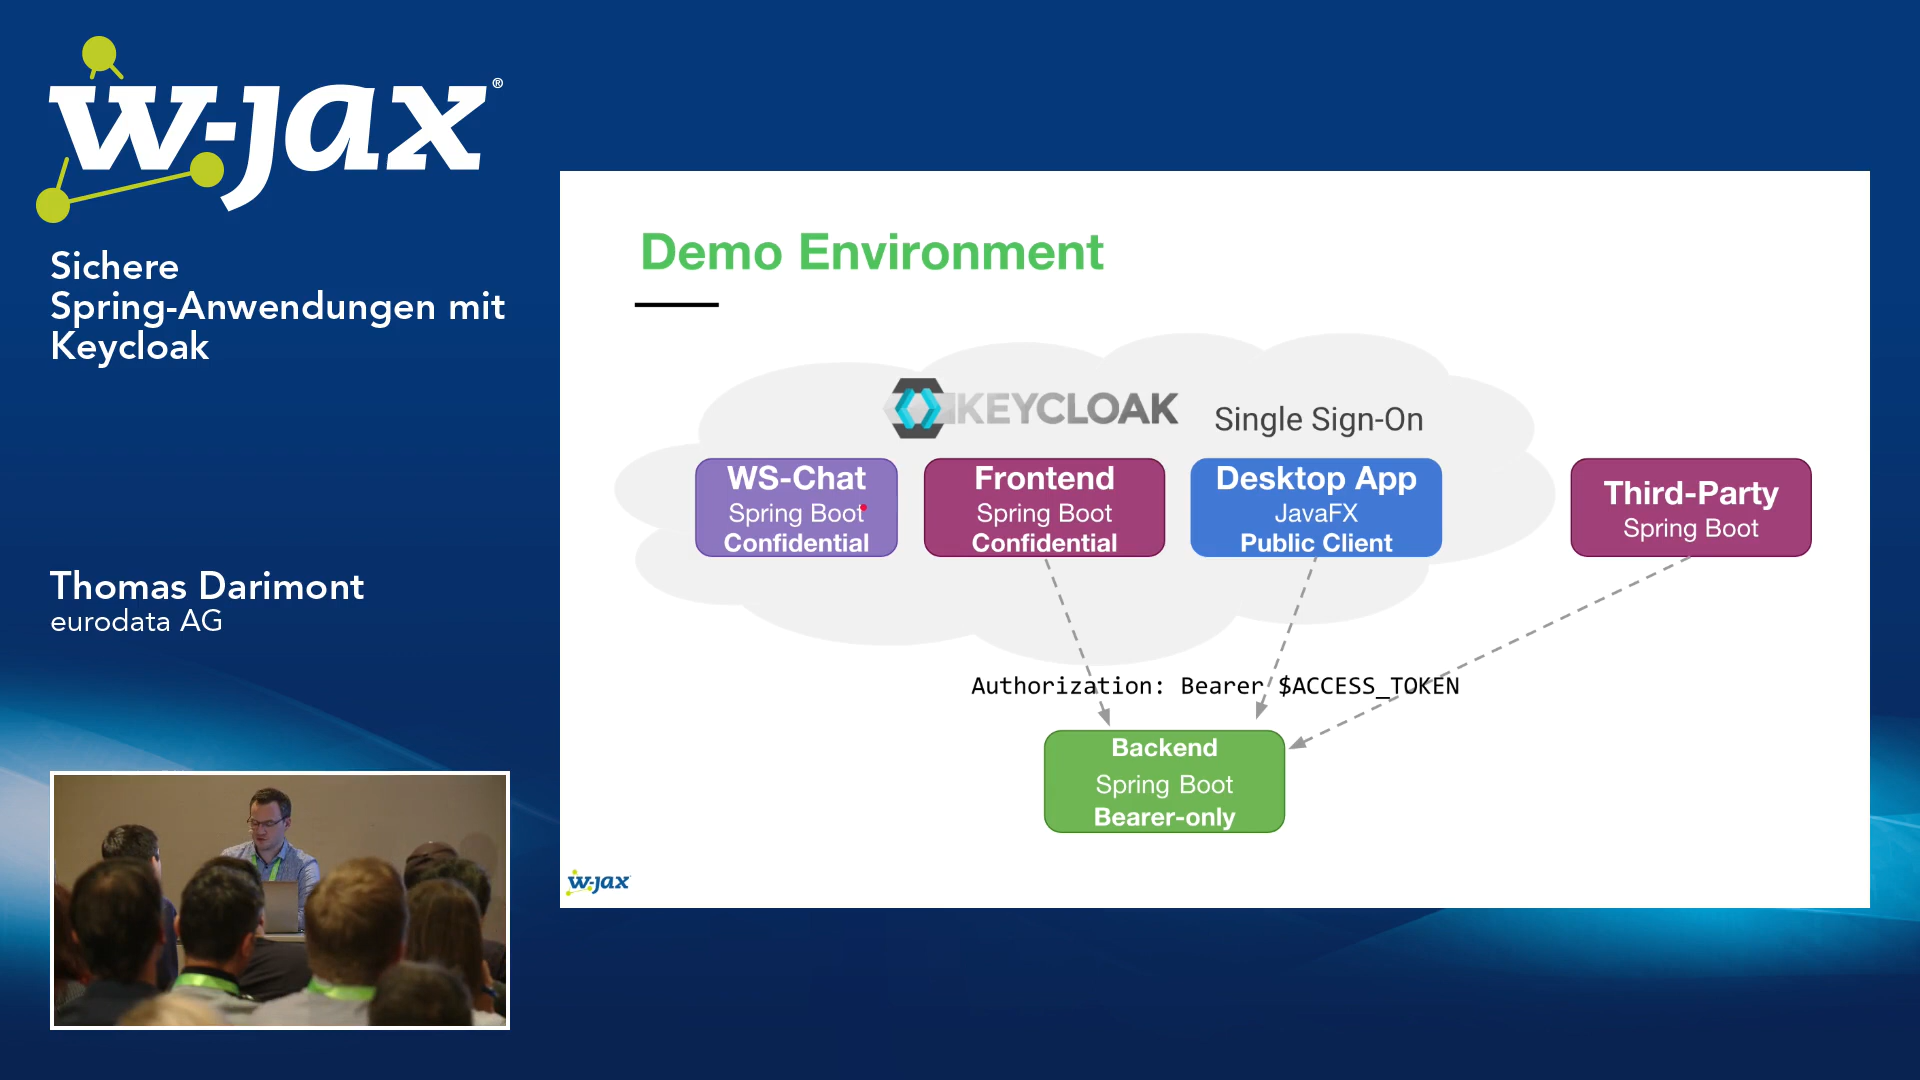 w-jax®
Sichere
Spring-Anwendungen mit
Keycloak
Thomas Darimont
eurodata AG
Demo Environment
KEYCLOAK
Single Sign-On
WS-Chat
Spring Boot
Confidential
Frontend
Spring Boot
Confidential
Desktop App
JavaFX
Public Client
Third-Party
Spring Boot
Authorization: Bearer $ACCESS_TOKEN
Backend
Spring Boot
Bearer-only
w-jax